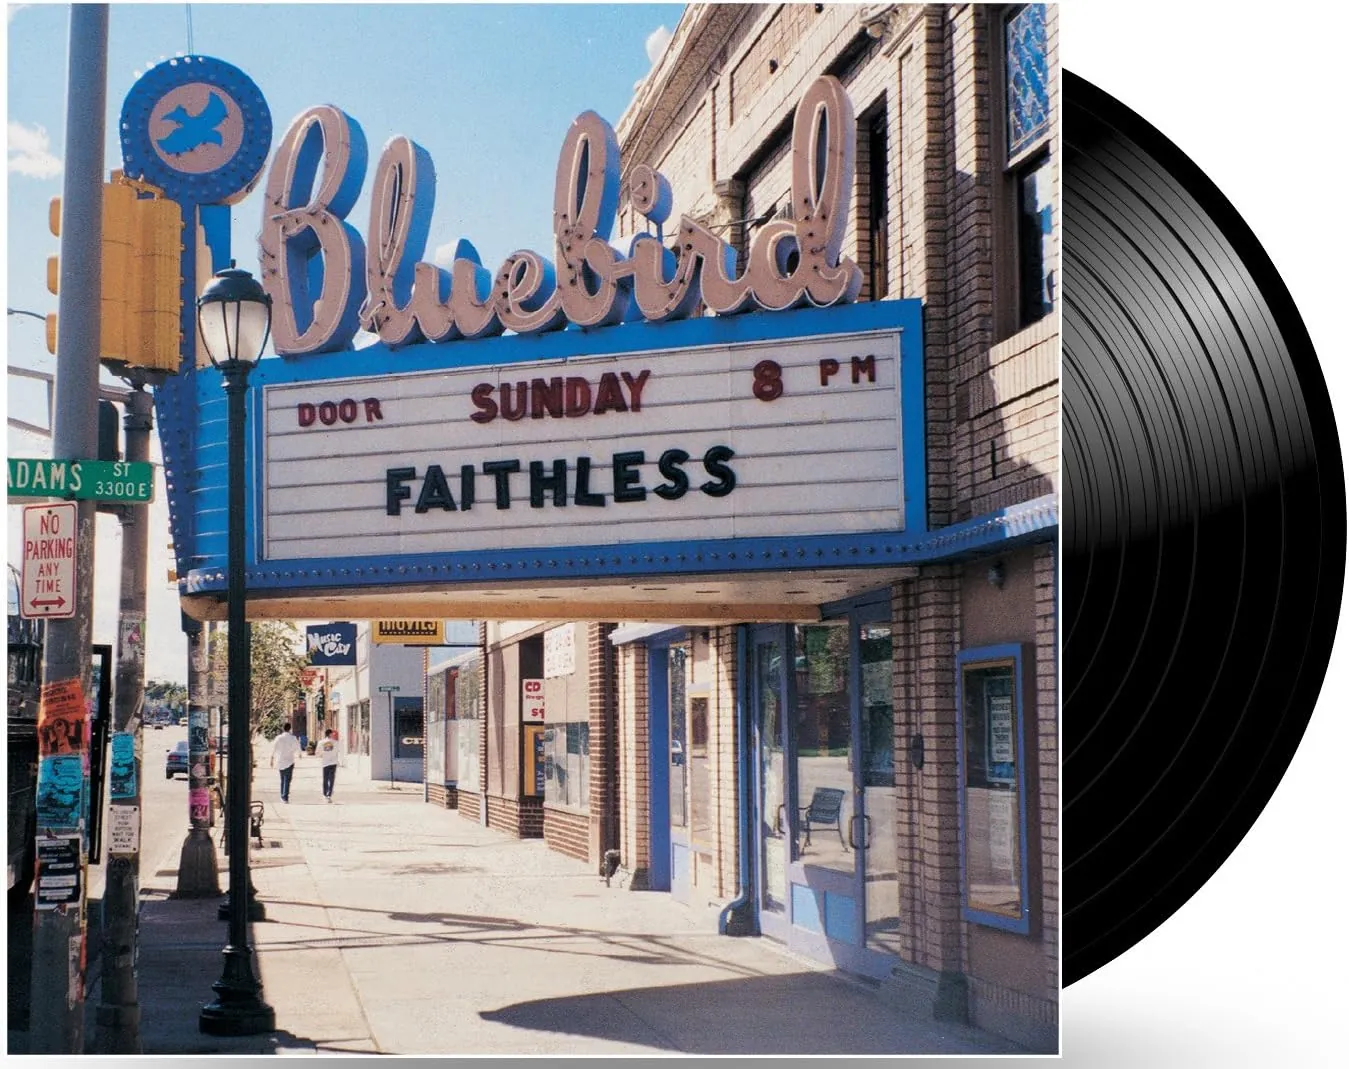 Bluebird
DOOR SUNDAY 8 PM
FAITHLESS
ADAMS ST
3300 E
NO
PARKING
ANY
TIME
Music
City
MOVIES
CD